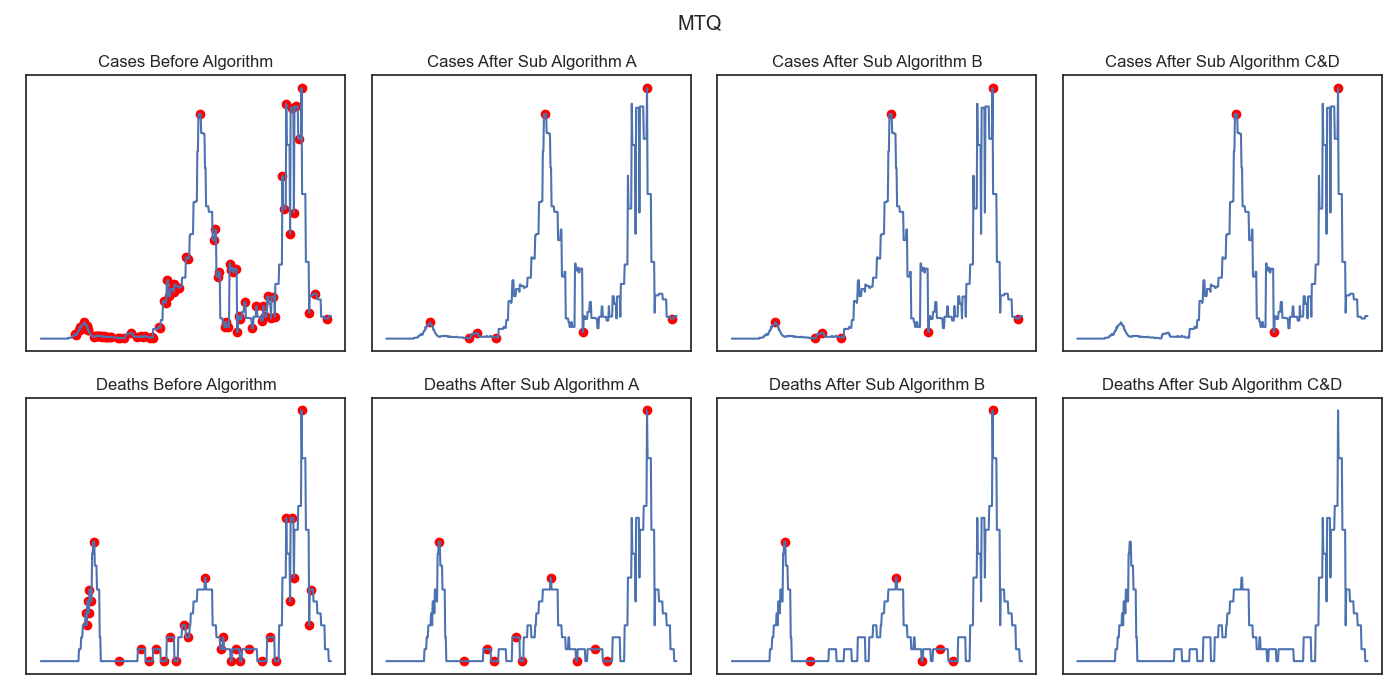 MTQ
Cases Before Algorithm
Cases After Sub Algorithm A
Cases After Sub Algorithm B
Cases After Sub Algorithm C&D
Deaths Before Algorithm
Deaths After Sub Algorithm A
Deaths After Sub Algorithm B
Deaths After Sub Algorithm C&D